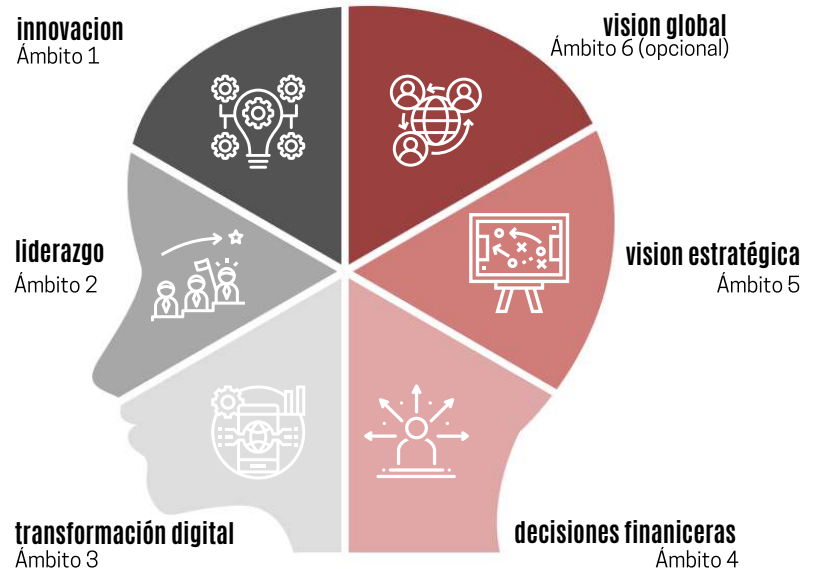 innovacion
Ámbito 1
vision global
Ámbito 6 (opcional)
liderazgo
Ámbito 2
vision estratégica
Ámbito 5
transformación digital
Ámbito 3
decisiones finaniceras
Ámbito 4